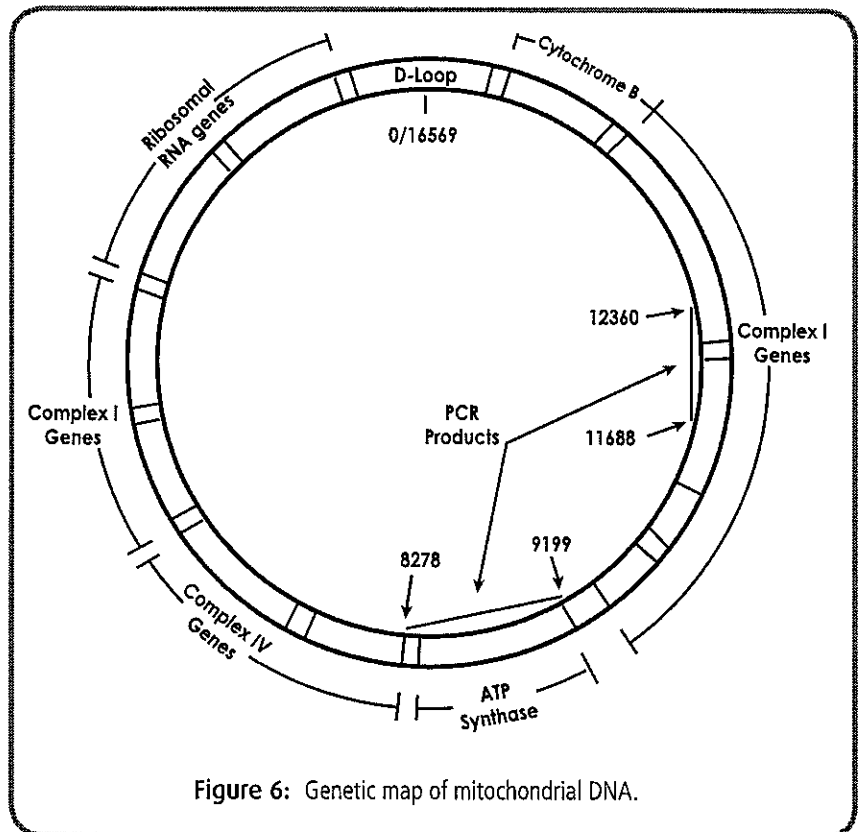 D-Loop
0/16569
Cytochrome B
Ribosomal
RNA genes
12360
Complex I
Genes
11688
PCR
Products
Complex I
Genes
9199
8278
Complex IV
Genes
ATP
Synthase
Figure 6: Genetic map of mitochondrial DNA.